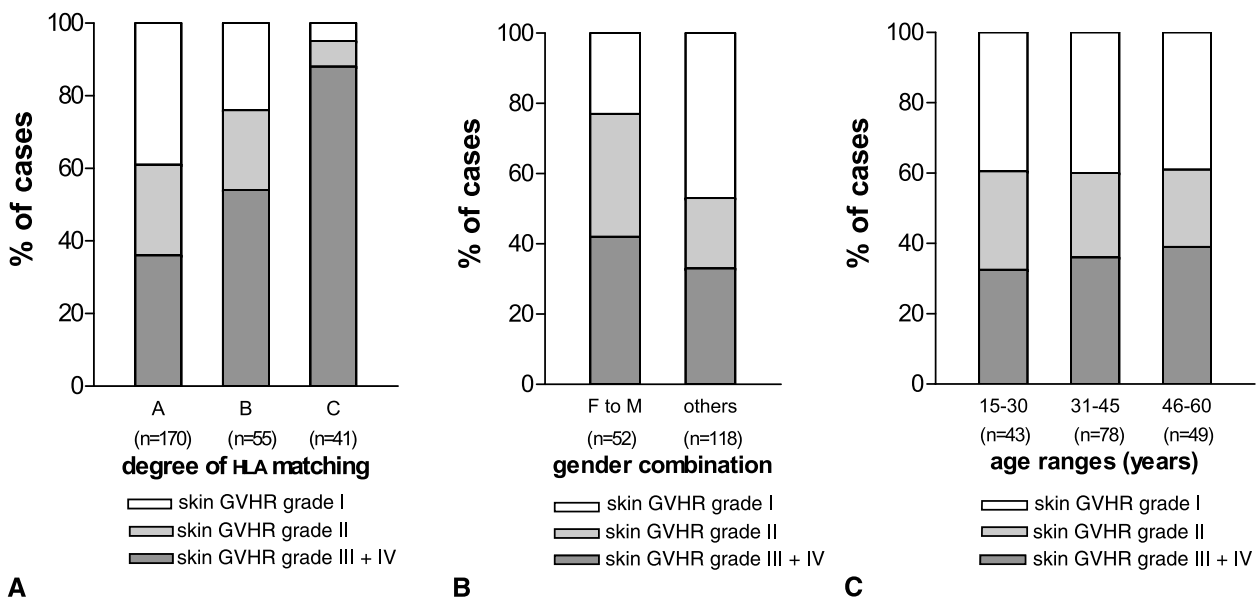 100
80
60
40
20
0
% of cases
A B C
(n=170) (n=55) (n=41)
degree of HLA matching
skin GVHR grade I
skin GVHR grade II
skin GVHR grade III + IV
A
100
80
60
40
20
0
% of cases
F to M others
(n=52) (n=118)
gender combination
skin GVHR grade I
skin GVHR grade II
skin GVHR grade III + IV
B
100
80
60
40
20
0
% of cases
15-30 31-45 46-60
(n=43) (n=78) (n=49)
age ranges (years)
skin GVHR grade I
skin GVHR grade II
skin GVHR grade III + IV
C